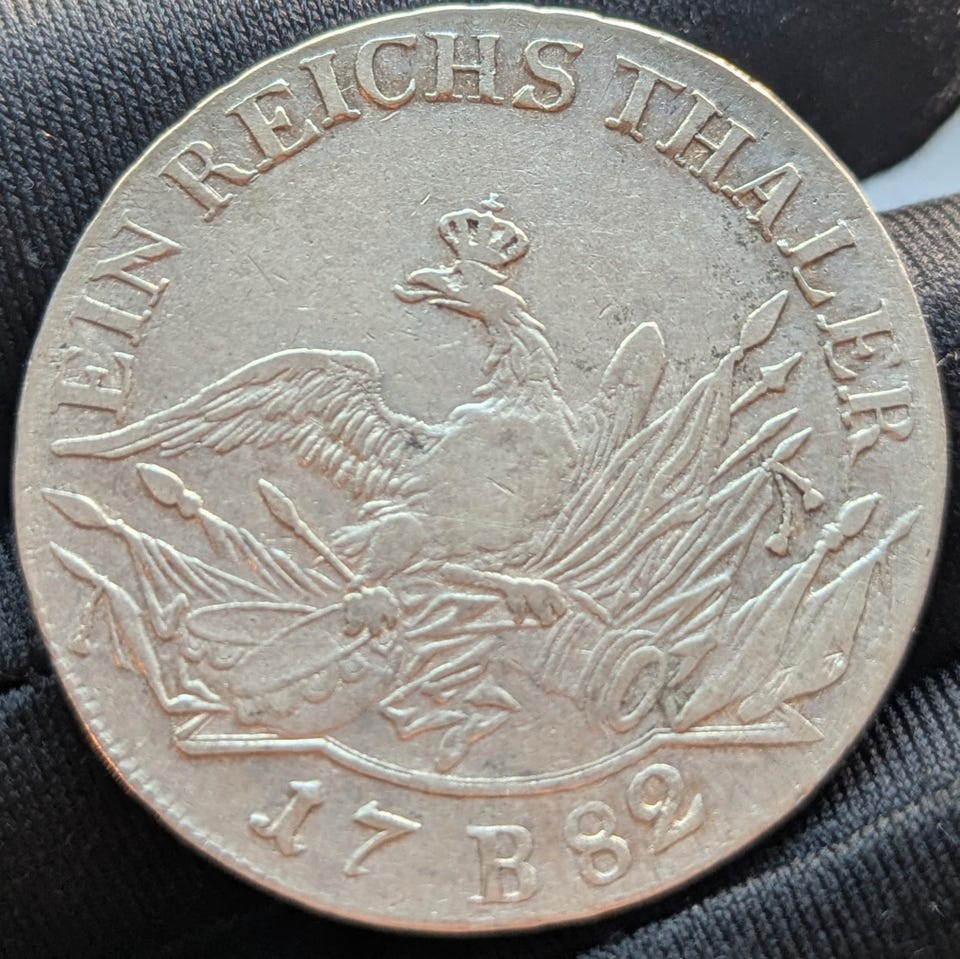 EIN REICHS THALER
17 B 82